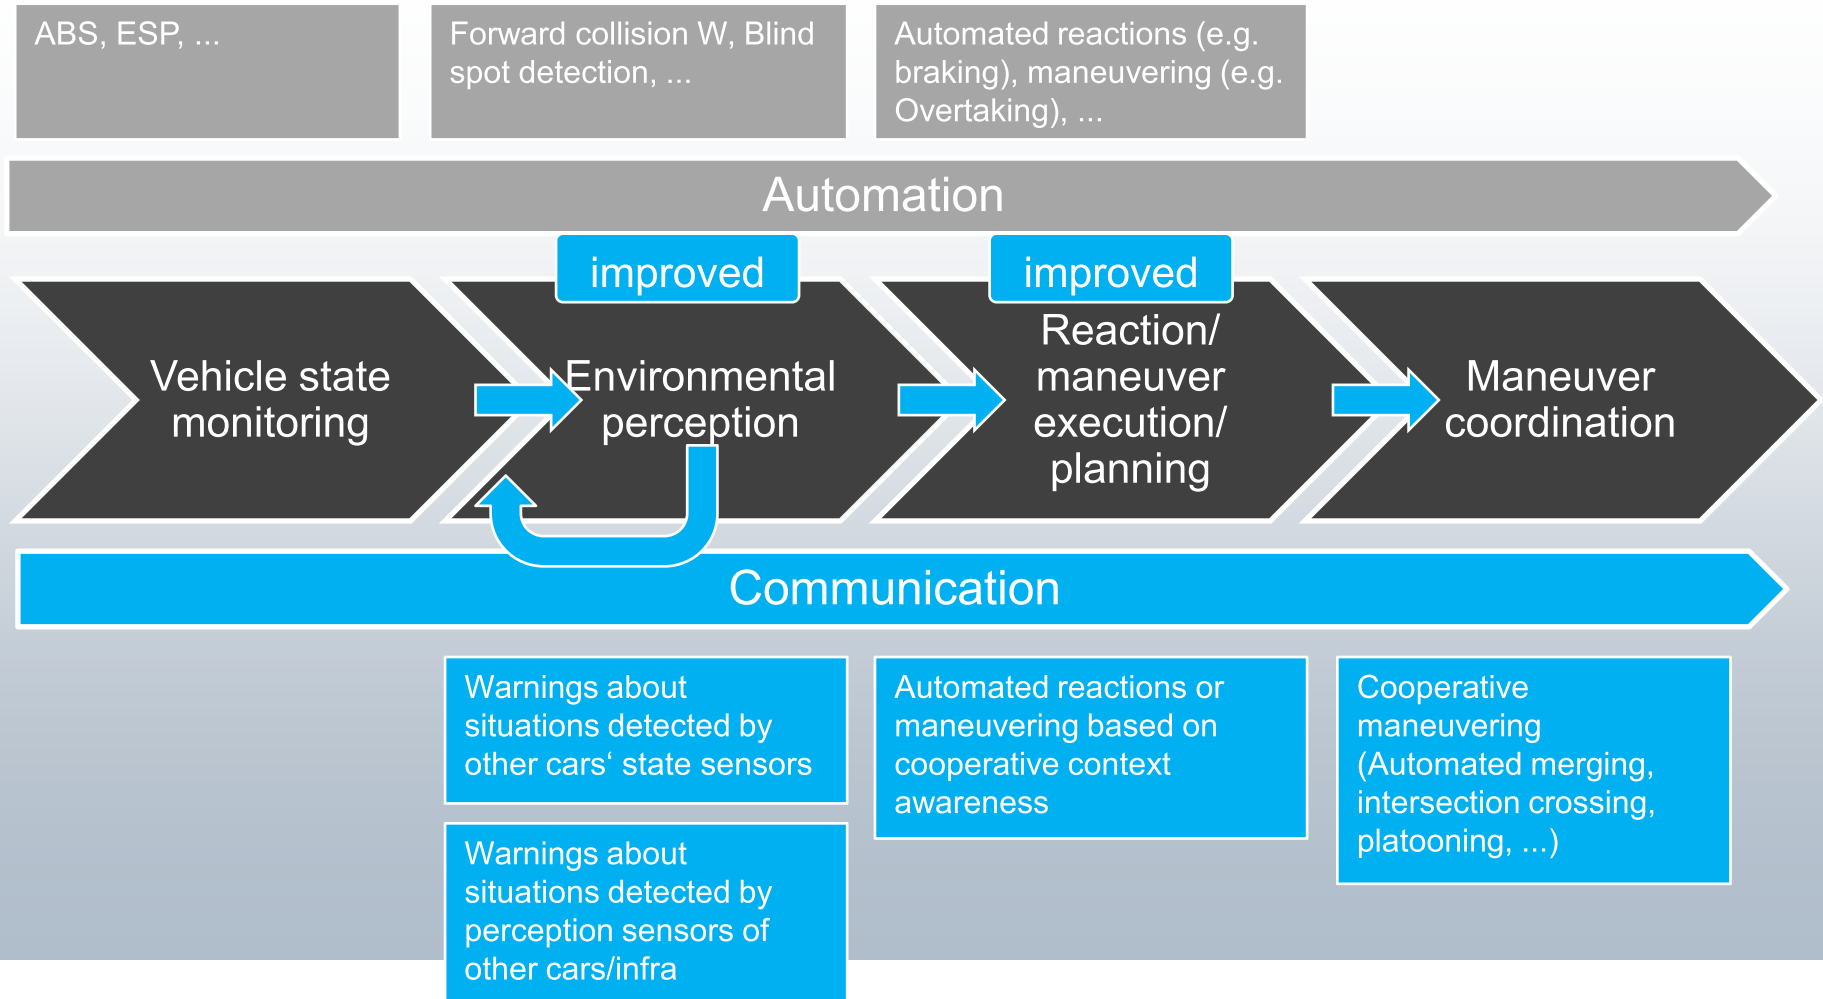 ABS, ESP, ...
Forward collision W, Blind
spot detection, ...
Automated reactions (e.g.
braking), maneuvering (e.g.
Overtaking), ...
Automation
improved
improved
Vehicle state
monitoring
Environmental
perception
Reaction/
maneuver
execution/
planning
Maneuver
coordination
Communication
Warnings about
situations detected by
other cars‘ state sensors
Warnings about
situations detected by
perception sensors of
other cars/infra
Automated reactions or
maneuvering based on
cooperative context
awareness
Cooperative
maneuvering
(Automated merging,
intersection crossing,
platooning, ...)